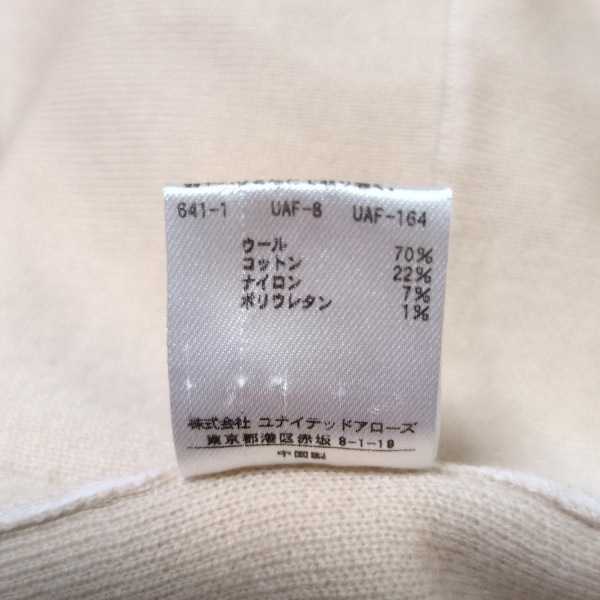 641-1 UAF-8 UAF-164
ウール 70%
コットン 22%
ナイロン 7%
ポリウレタン 1%
株式会社 ユナイテッドアローズ
東京都港区赤坂 8-1-19
中国製